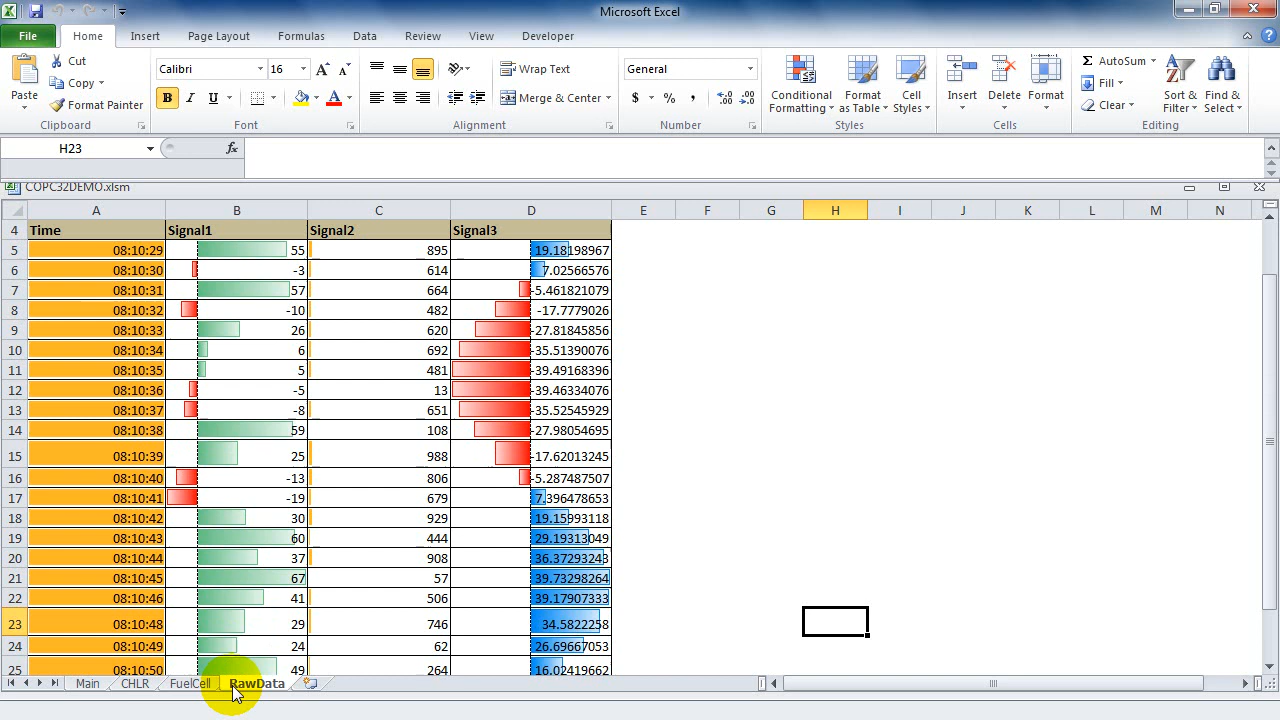 Microsoft Excel
File Home Insert Page Layout Formulas Data Review View Developer
Paste Cut Copy Format Painter Calibri 16 B I U Wrap Text Merge & Center General $ % , Conditional Formatting Format as Table Cell Styles Insert Delete Format AutoSum Fill Clear Sort & Filter Find & Select
Clipboard Font Alignment Number Styles Cells Editing
H23 fx
COPC32DEMO.xlsm
A B C D E F G H I J K L M N
4 Time Signal1 Signal2 Signal3
5 08:10:29 55 895 19.18198967
6 08:10:30 -3 614 7.02566576
7 08:10:31 57 664 -5.461821079
8 08:10:32 -10 482 -17.7779026
9 08:10:33 26 620 -27.81845856
10 08:10:34 6 692 -35.51390076
11 08:10:35 5 481 -39.49168396
12 08:10:36 -5 13 -39.46334076
13 08:10:37 -8 651 -35.52545929
14 08:10:38 59 108 -27.98054695
15 08:10:39 25 988 -17.62013245
16 08:10:40 -13 806 -5.287487507
17 08:10:41 -19 679 7.396478653
18 08:10:42 30 929 19.15993118
19 08:10:43 60 444 29.19313049
20 08:10:44 37 908 36.37293243
21 08:10:45 67 57 39.73298264
22 08:10:46 41 506 39.17907333
23 08:10:48 29 746 34.5822258
24 08:10:49 24 62 26.69667053
25 08:10:50 49 264 16.02419662
Main CHLR FuelCell RawData